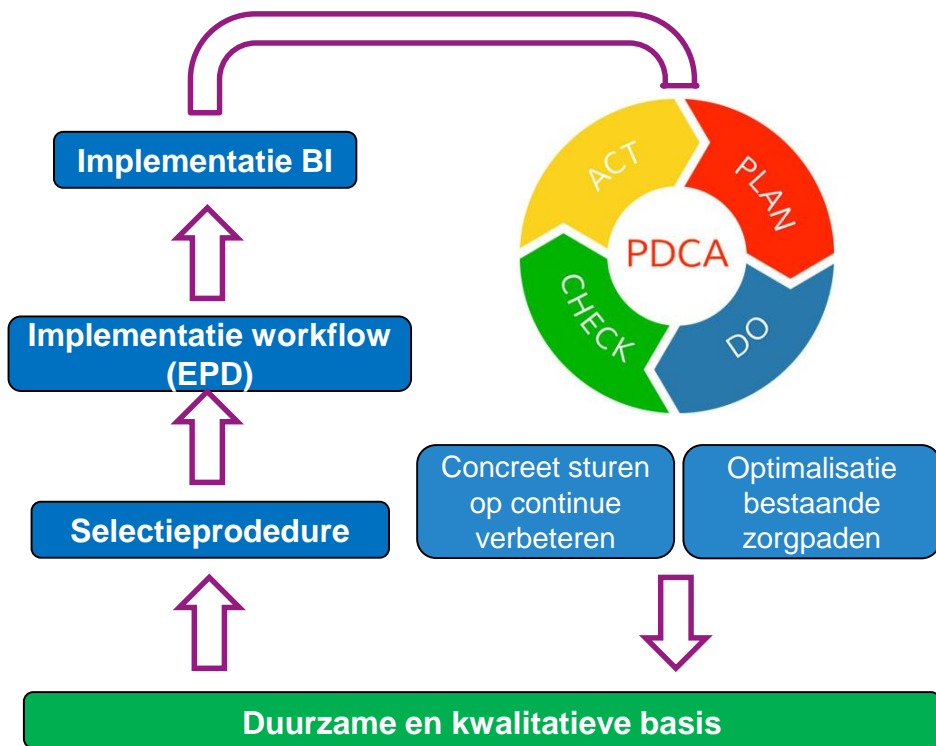 Implementatie BI
Implementatie workflow
(EPD)
Selectieprodedure
ACT
PLAN
PDCA
CHECK
DO
Concreet sturen
op continue
verbeteren
Optimalisatie
bestaande
zorgpaden
Duurzame en kwalitatieve basis